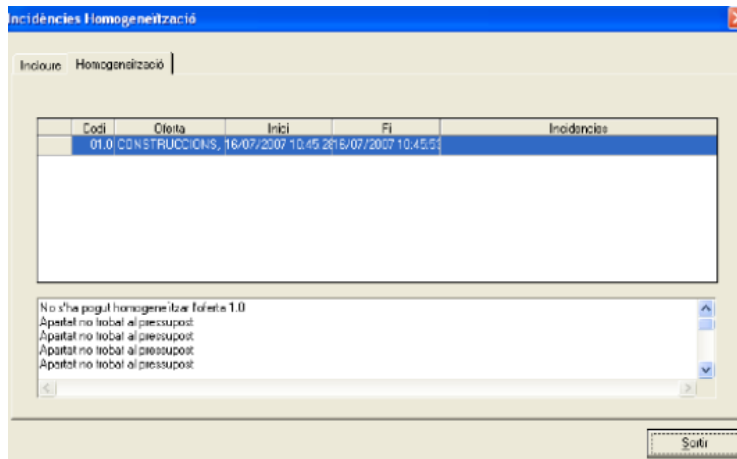 Incidències Homogeneïtzació
Incloure Homogeneïtzació
Codi Oferta Inici Fi Incidencies
01.0 CONSTRUCCIONS, 16/07/2007 10:45:28 16/07/2007 10:45:5
No s'ha pogut homogeneïtzar l'oferta 1.0
Apartat no trobat al pressupost
Apartat no trobat al pressupost
Apartat no trobat al pressupost
Apartat no trobat al pressupost
Sortir